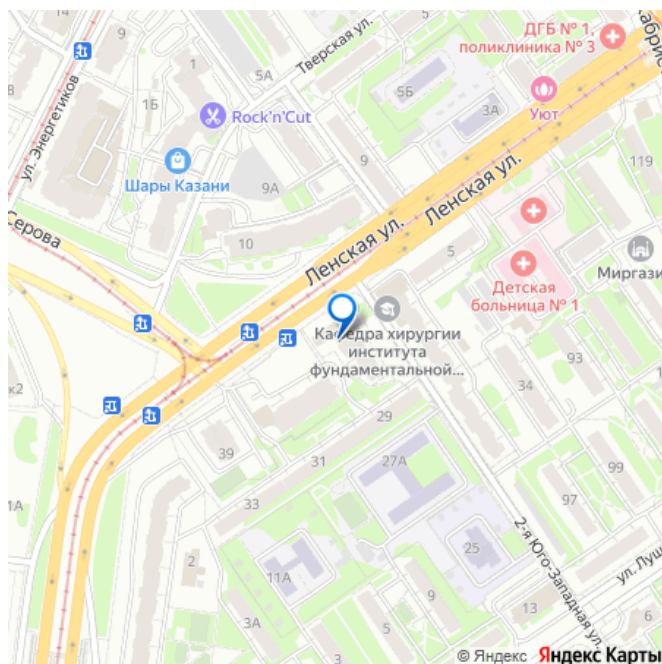 9
16
5А
Тверская ул.
ДГБ № 1,
поликлиника № 3
1
1Б
ул. Энергетиков
Rock'n'Cut
5Б
3А
Уют
Шары Казани
9
9А
119
Серова
10
Ленская ул.
Ленская ул.
5
Детская
больница № 1
Миргази
Кафедра хирургии
института
фундаментальной...
93
34
к2
29
39
31
27А
99
33
97
1А
25
2-я Юго-Западная ул.
2
11А
9
ул. Луш
13
3А
3
5
© Яндекс Яндекс Карты